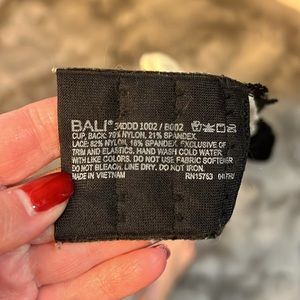 BALI® 34DDD 1002 / B002
CUP, BACK: 79% NYLON, 21% SPANDEX.
LACE: 82% NYLON, 18% SPANDEX, EXCLUSIVE OF
TRIM AND ELASTICS. HAND WASH COLD WATER
WITH LIKE COLORS. DO NOT USE FABRIC SOFTENER.
DO NOT BLEACH. LINE DRY. DO NOT IRON.
MADE IN VIETNAM RN15763